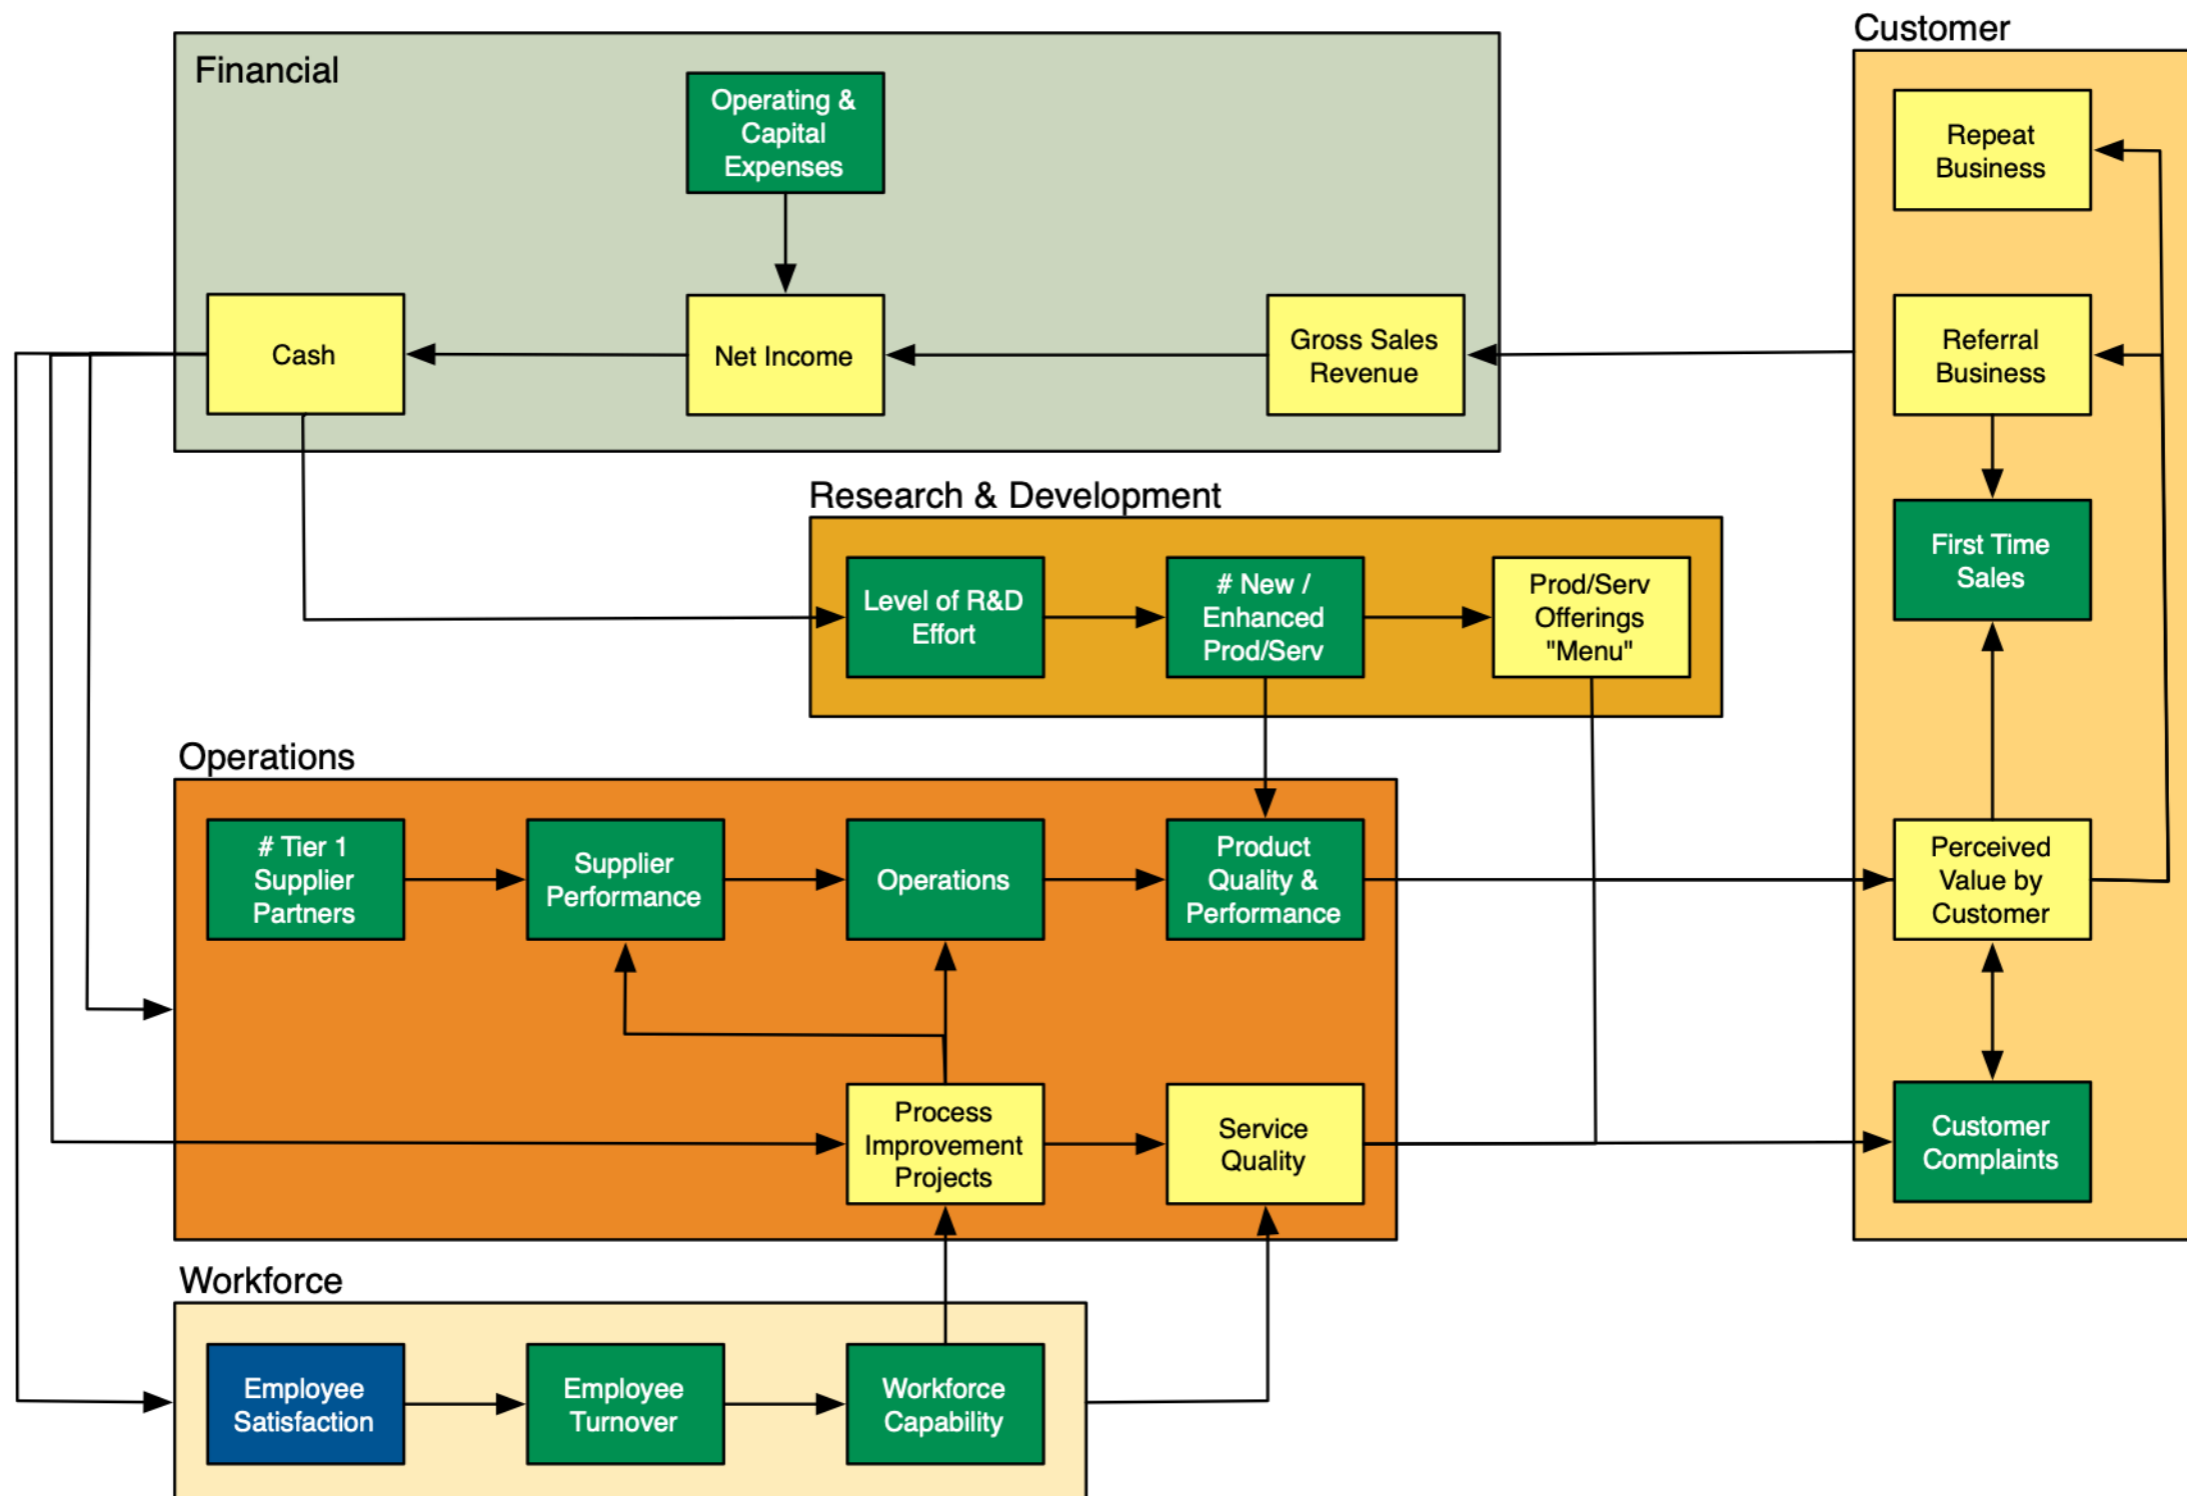 Customer
Financial
Operating &
Capital
Expenses
Repeat
Business
Cash
Net Income
Gross Sales
Revenue
Referral
Business
Research & Development
Level of R&D
Effort
# New /
Enhanced
Prod/Serv
Prod/Serv
Offerings
"Menu"
First Time
Sales
Operations
# Tier 1
Supplier
Partners
Supplier
Performance
Operations
Product
Quality &
Performance
Perceived
Value by
Customer
Process
Improvement
Projects
Service
Quality
Customer
Complaints
Workforce
Employee
Satisfaction
Employee
Turnover
Workforce
Capability